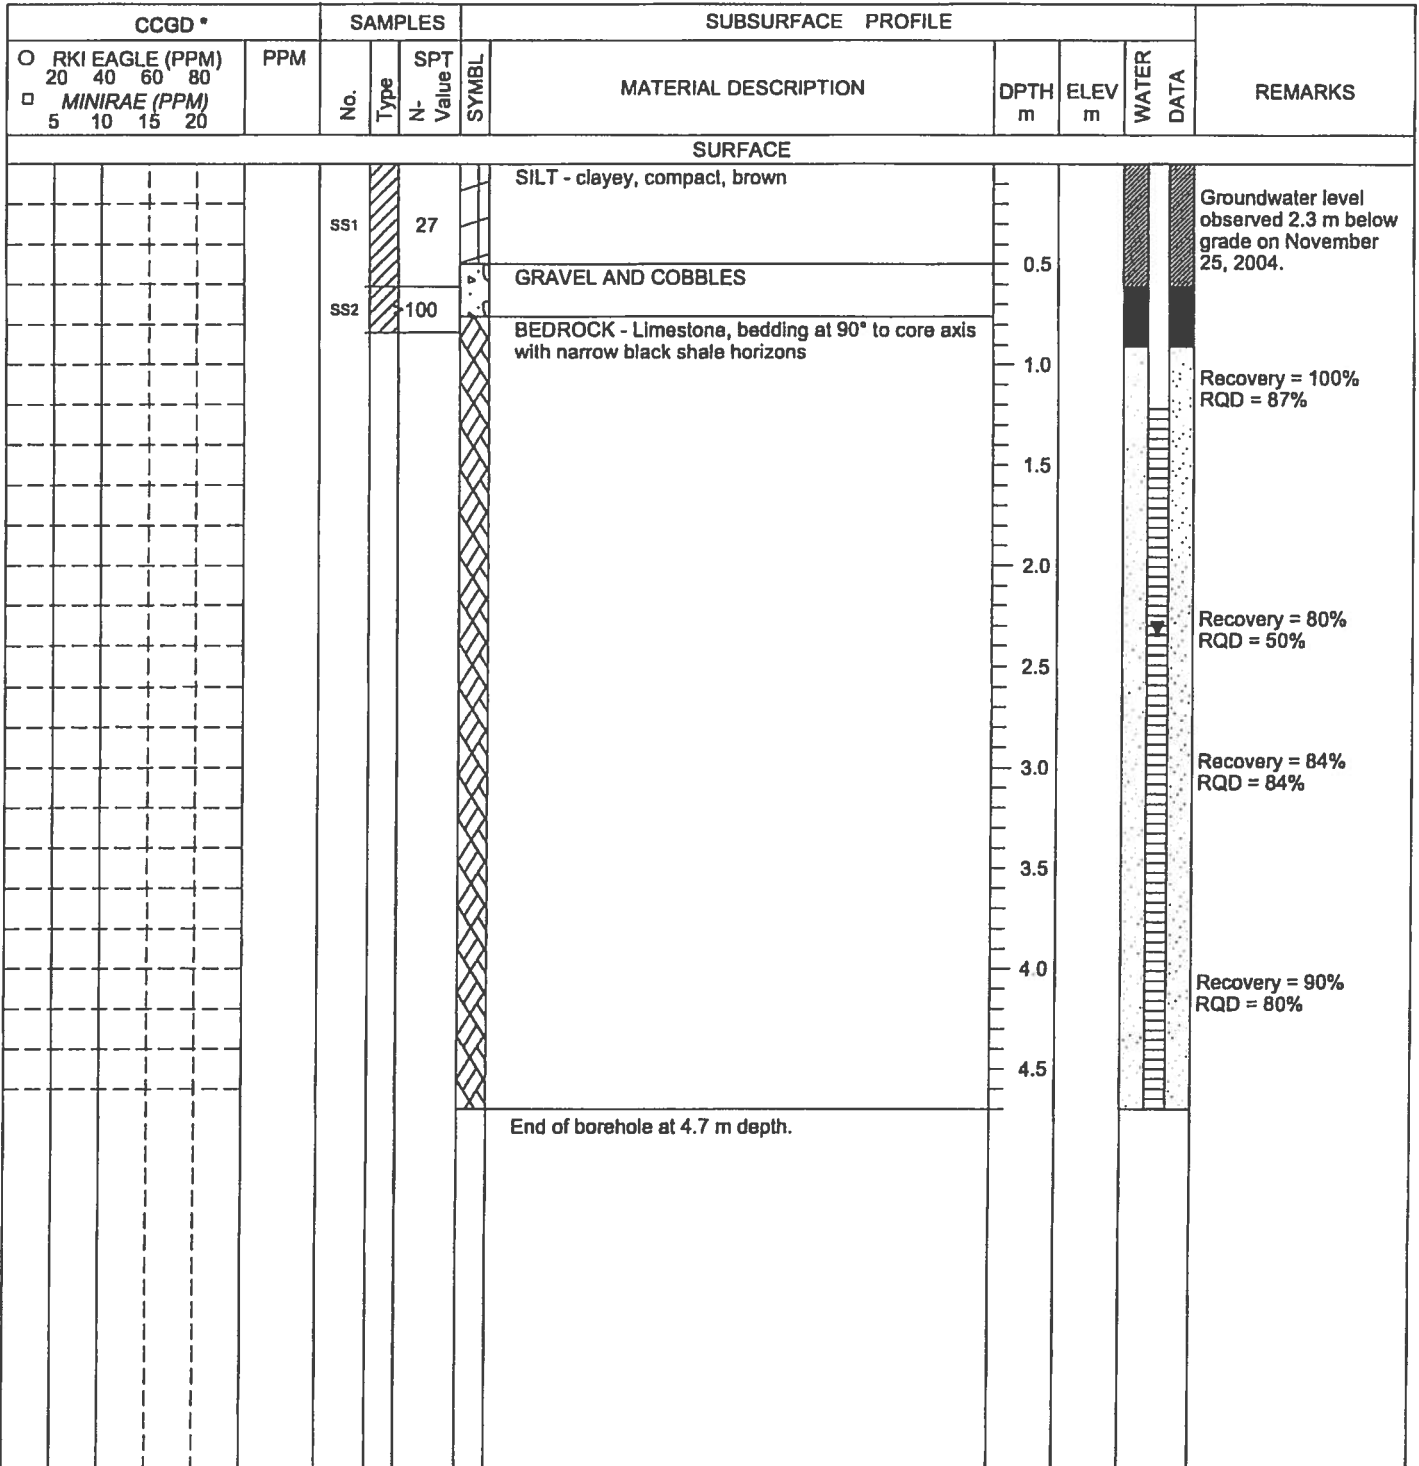 CCGD *
SAMPLES
SUBSURFACE PROFILE
RKI EAGLE (PPM)
20 40 60 80
MINIRAE (PPM)
5 10 15 20
PPM
No.
Type
SPT
N-
Value
SYMBL
MATERIAL DESCRIPTION
DPTH
m
ELEV
m
WATER
DATA
REMARKS
SURFACE
SILT - clayey, compact, brown
SS1
27
Groundwater level
observed 2.3 m below
grade on November
25, 2004.
0.5
GRAVEL AND COBBLES
SS2
>100
BEDROCK - Limestone, bedding at 90° to core axis
with narrow black shale horizons
1.0
Recovery = 100%
RQD = 87%
1.5
2.0
Recovery = 80%
RQD = 50%
2.5
3.0
Recovery = 84%
RQD = 84%
3.5
4.0
Recovery = 90%
RQD = 80%
4.5
End of borehole at 4.7 m depth.